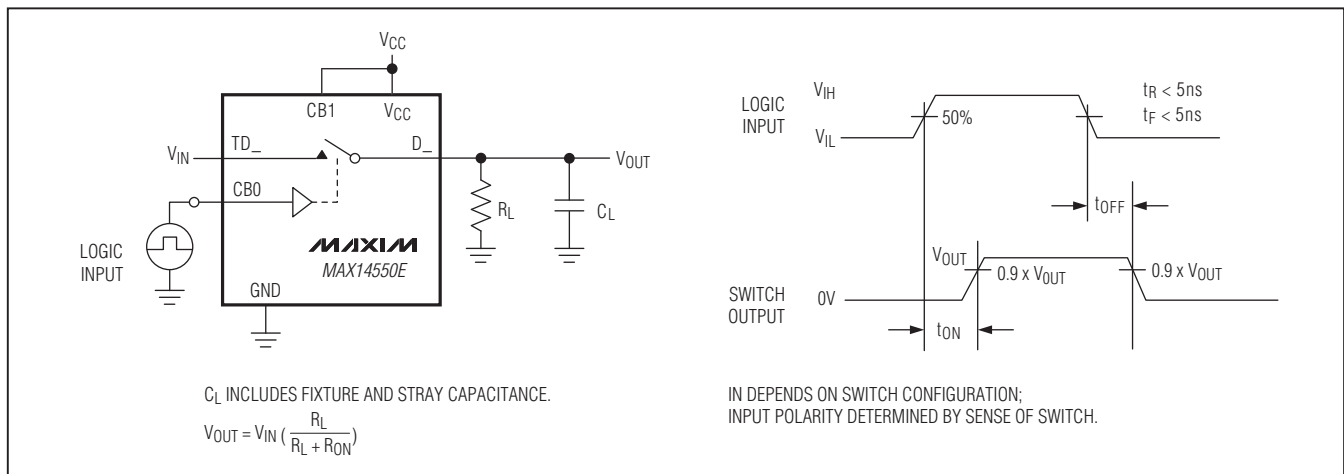 VCC
CB1
VCC
VIN
TD_
D_
VOUT
CB0
RL
CL
LOGIC
INPUT
MAXIM
MAX14550E
GND
CL INCLUDES FIXTURE AND STRAY CAPACITANCE.
VOUT = VIN ( RL / RL + RON )
LOGIC
INPUT
VIH
VIL
50%
tR < 5ns
tF < 5ns
tOFF
VOUT
0.9 x VOUT
0.9 x VOUT
SWITCH
OUTPUT
0V
tON
IN DEPENDS ON SWITCH CONFIGURATION;
INPUT POLARITY DETERMINED BY SENSE OF SWITCH.